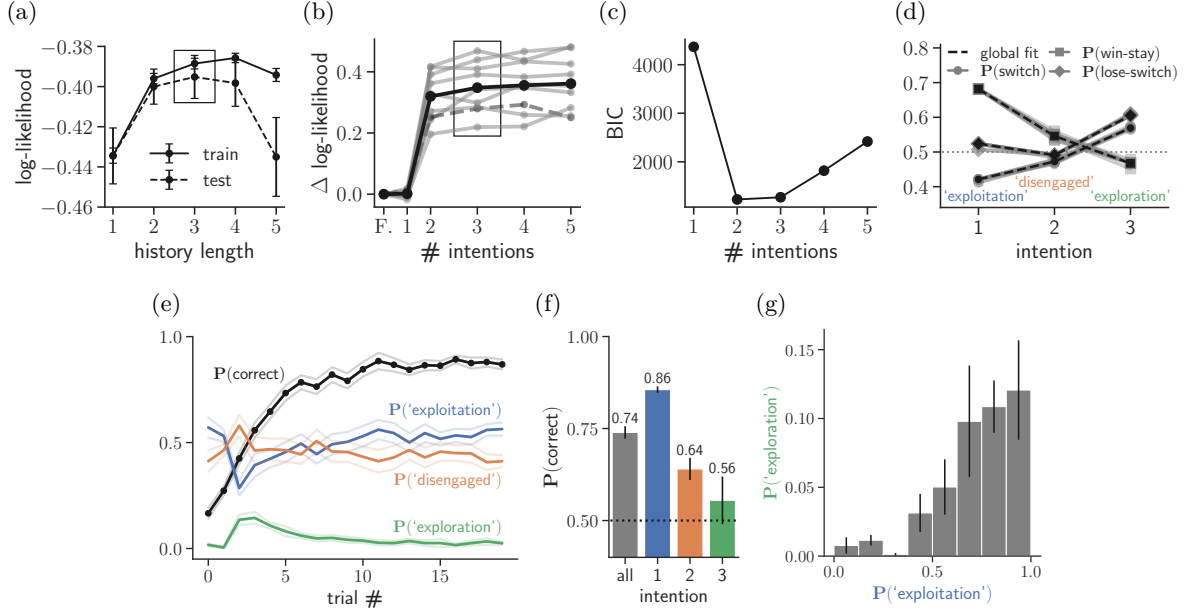 (a)
−0.38
−0.40
−0.42
−0.44
−0.46
log-likelihood
train
test
1 2 3 4 5
history length
(b)
0.4
0.2
0.0
Δ log-likelihood
F. 1 2 3 4 5
# intentions
(c)
4000
3000
2000
BIC
1 2 3 4 5
# intentions
(d)
0.8
0.7
0.6
0.5
0.4
global fit
P(switch)
P(win-stay)
P(lose-switch)
'exploitation'
'disengaged'
'exploration'
1 2 3
intention
(e)
1.0
0.5
0.0
P(correct)
P('exploitation')
P('disengaged')
P('exploration')
0 5 10 15
trial #
(f)
1.00
0.75
0.50
P(correct)
0.74
0.86
0.64
0.56
all 1 2 3
intention
(g)
0.15
0.10
0.05
0.00
P('exploration')
0.0 0.5 1.0
P('exploitation')